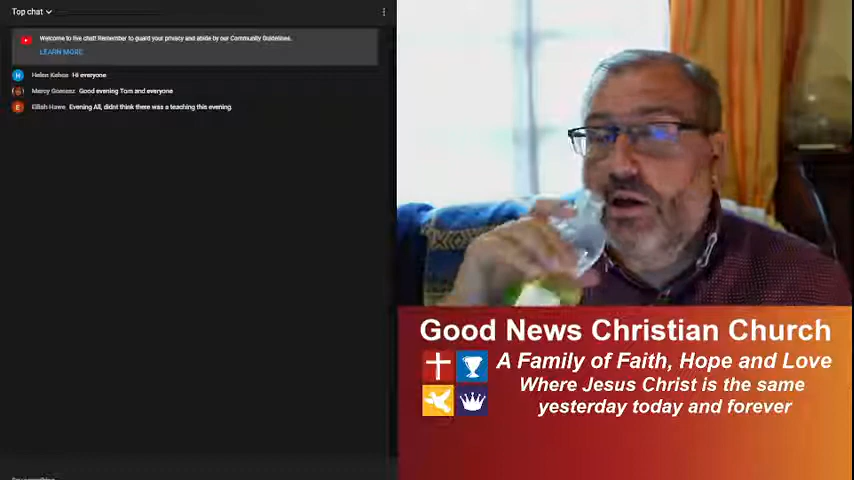 Top chat
Welcome to live chat! Remember to guard your privacy and abide by our Community Guidelines.
LEARN MORE
H Helen Kehoe Hi everyone
Mercy Gomanz Good evening Tom and everyone
E Eilish Hawe Evening All, didnt think there was a teaching this evening.
Good News Christian Church
A Family of Faith, Hope and Love
Where Jesus Christ is the same
yesterday today and forever